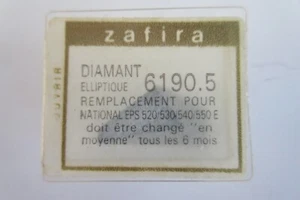 zafira
DIAMANT
ELLIPTIQUE 6190.5
REMPLACEMENT POUR
NATIONAL EPS 520/530/540/550 E
doit être changé "en
moyenne" tous les 6 mois